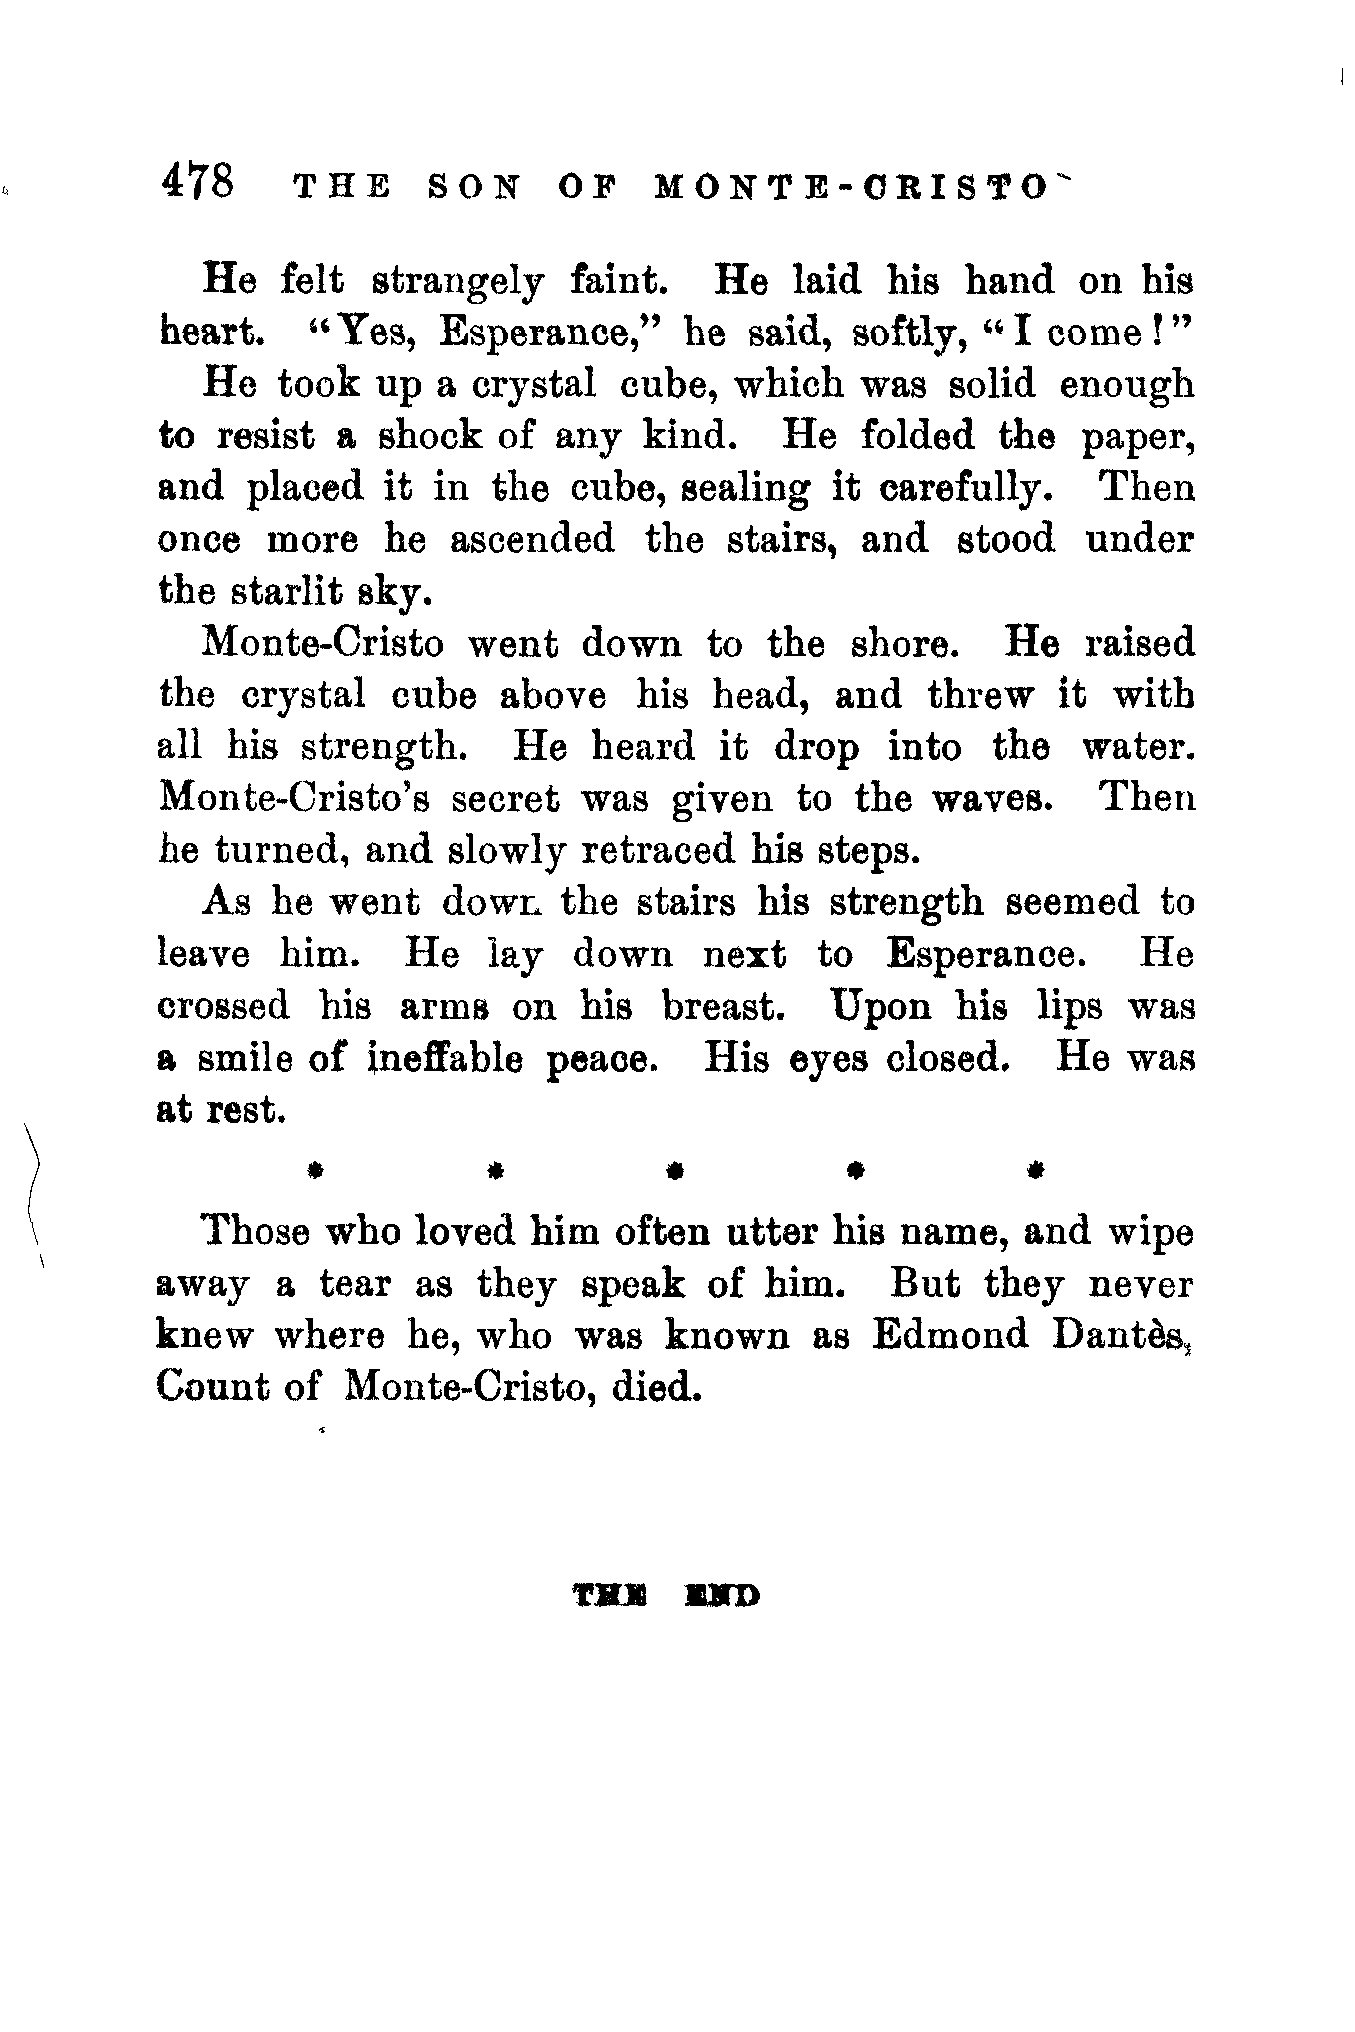 478 THE SON OF MONTE-CRISTO
He felt strangely faint. He laid his hand on his
heart. "Yes, Esperance," he said, softly, "I come!"
He took up a crystal cube, which was solid enough
to resist a shock of any kind. He folded the paper,
and placed it in the cube, sealing it carefully. Then
once more he ascended the stairs, and stood under
the starlit sky.
Monte-Cristo went down to the shore. He raised
the crystal cube above his head, and threw it with
all his strength. He heard it drop into the water.
Monte-Cristo's secret was given to the waves. Then
he turned, and slowly retraced his steps.
As he went down the stairs his strength seemed to
leave him. He lay down next to Esperance. He
crossed his arms on his breast. Upon his lips was
a smile of ineffable peace. His eyes closed. He was
at rest.
* * * * *
Those who loved him often utter his name, and wipe
away a tear as they speak of him. But they never
knew where he, who was known as Edmond Dantès,
Count of Monte-Cristo, died.
THE END